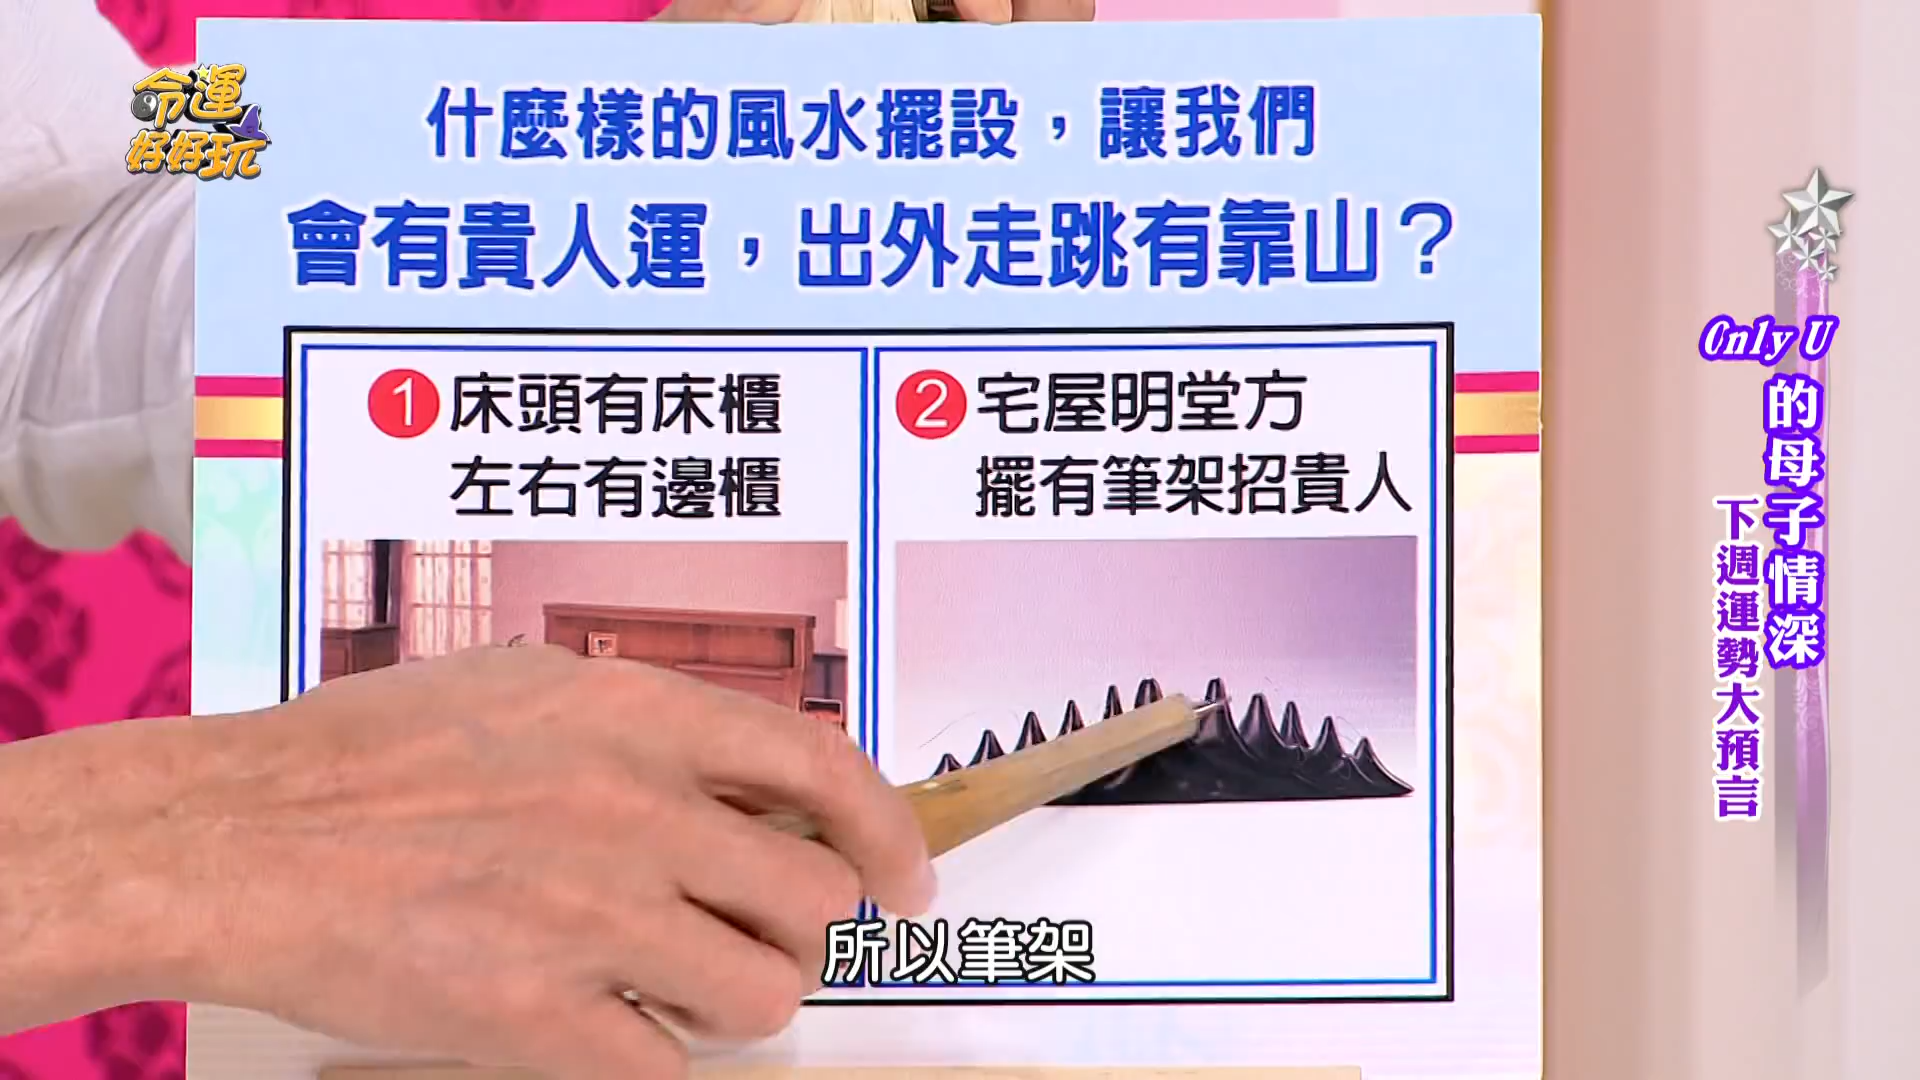 命運
好好玩
什麼樣的風水擺設，讓我們
會有貴人運，出外走跳有靠山？
1 床頭有床櫃
左右有邊櫃
2 宅屋明堂方
擺有筆架招貴人
Only U
的母子情深
下週運勢大預言
所以筆架